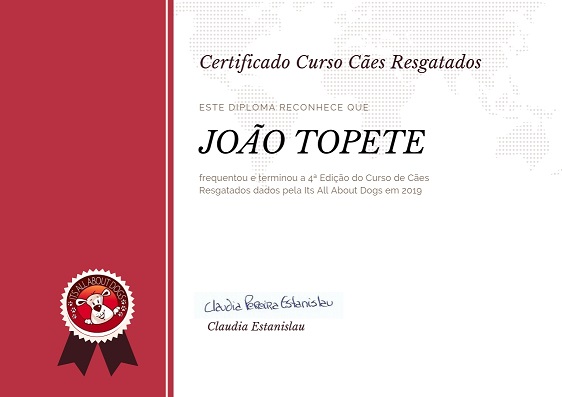 Certificado Curso Cães Resgatados
ESTE DIPLOMA RECONHECE QUE
JOÃO TOPETE
frequentou e terminou a 4ª Edição do Curso de Cães
Resgatados dados pela Its All About Dogs em 2019
ITS ALL ABOUT DOGS
Claudia Pereira Estanislau
Claudia Estanislau